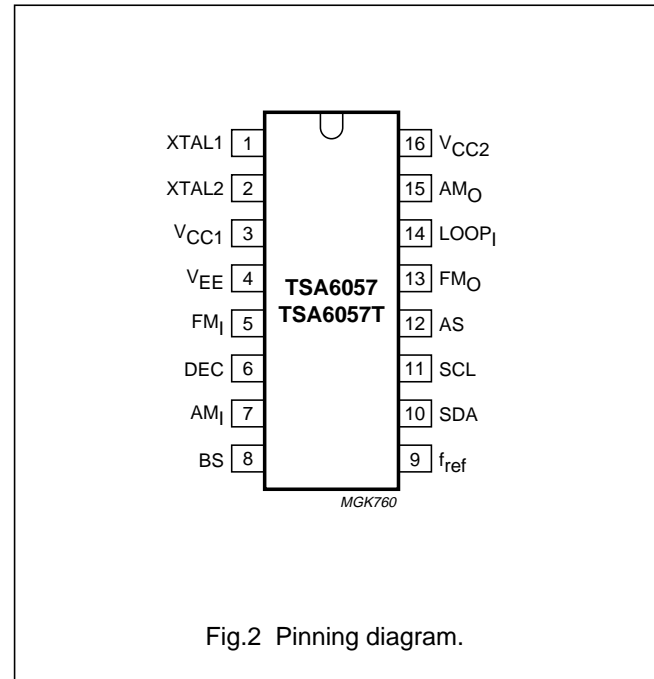 XTAL1 1
XTAL2 2
VCC1 3
VEE 4
FMI 5
DEC 6
AMI 7
BS 8
TSA6057
TSA6057T
16 VCC2
15 AMO
14 LOOPI
13 FMO
12 AS
11 SCL
10 SDA
9 fref
MGK760
Fig.2 Pinning diagram.